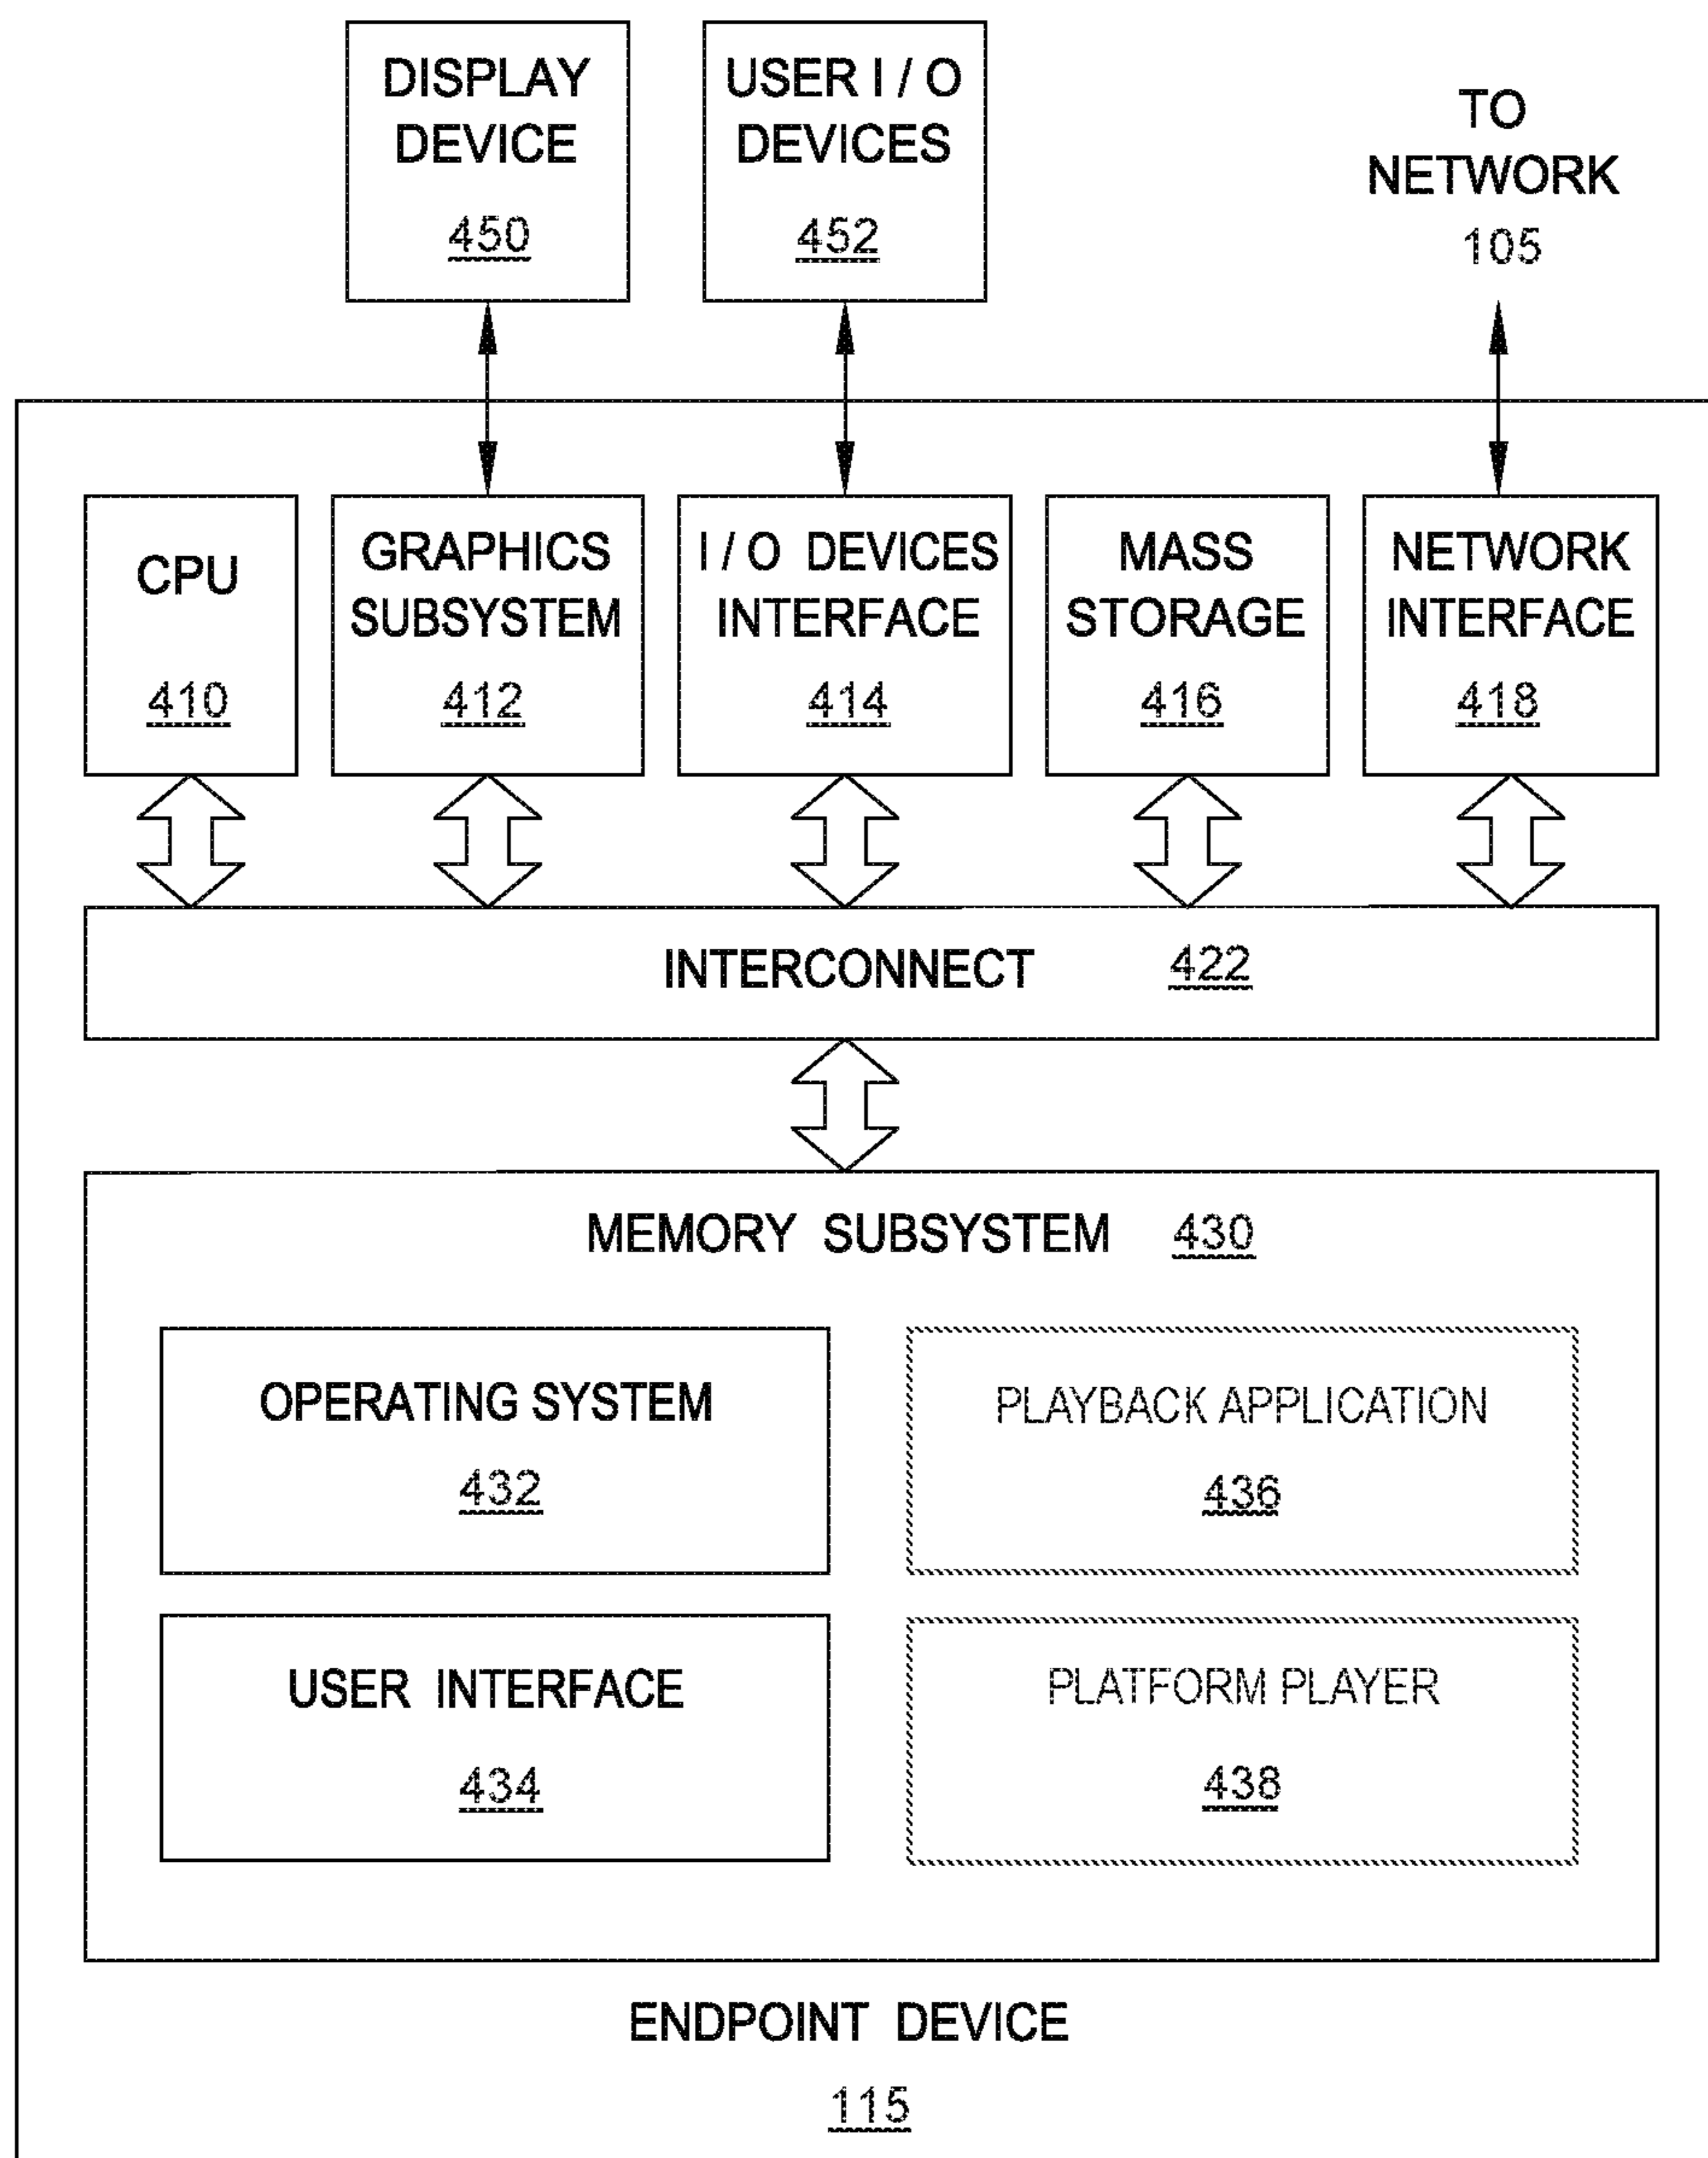 DISPLAY
DEVICE
450
USER I / O
DEVICES
452
TO
NETWORK
105
CPU
410
GRAPHICS
SUBSYSTEM
412
I / O DEVICES
INTERFACE
414
MASS
STORAGE
416
NETWORK
INTERFACE
418
INTERCONNECT 422
MEMORY SUBSYSTEM 430
OPERATING SYSTEM
432
PLAYBACK APPLICATION
436
USER INTERFACE
434
PLATFORM PLAYER
438
ENDPOINT DEVICE
115